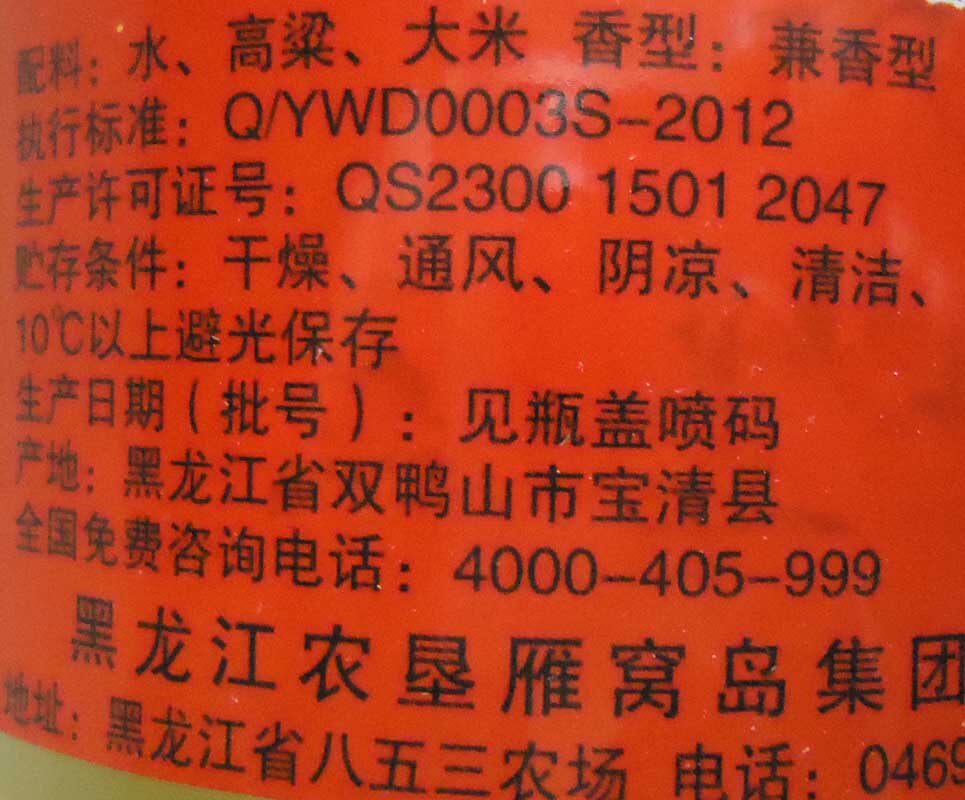 配料：水、高粱、大米 香型：兼香型
执行标准：Q/YWD0003S-2012
生产许可证号：QS2300 1501 2047
贮存条件：干燥、通风、阴凉、清洁、
10℃以上避光保存
生产日期（批号）：见瓶盖喷码
产地：黑龙江省双鸭山市宝清县
全国免费咨询电话：4000-405-999
黑龙江农垦雁窝岛集团
地址：黑龙江省八五三农场 电话：0469